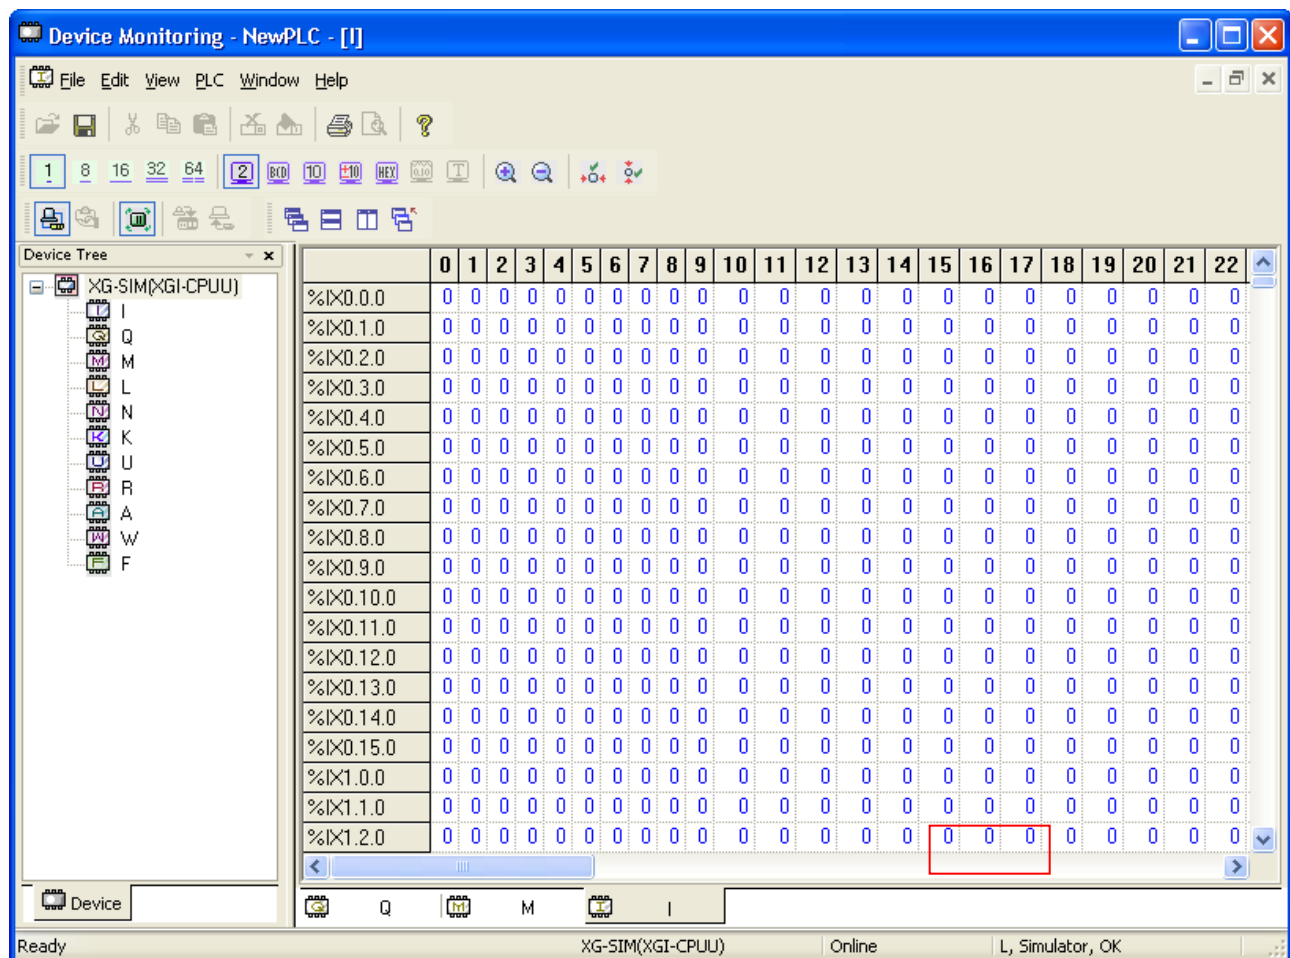 Device Monitoring - NewPLC - [I]
File Edit View PLC Window Help
1 8 16 32 64 2 BCD 10 ±10 HEX 0.10 T
Device Tree
0 1 2 3 4 5 6 7 8 9 10 11 12 13 14 15 16 17 18 19 20 21 22
XG-SIM(XGI-CPUU)
I
Q
M
L
N
K
U
R
A
W
F
%IX0.0.0 0 0 0 0 0 0 0 0 0 0 0 0 0 0 0 0 0 0 0 0 0 0 0
%IX0.1.0 0 0 0 0 0 0 0 0 0 0 0 0 0 0 0 0 0 0 0 0 0 0 0
%IX0.2.0 0 0 0 0 0 0 0 0 0 0 0 0 0 0 0 0 0 0 0 0 0 0 0
%IX0.3.0 0 0 0 0 0 0 0 0 0 0 0 0 0 0 0 0 0 0 0 0 0 0 0
%IX0.4.0 0 0 0 0 0 0 0 0 0 0 0 0 0 0 0 0 0 0 0 0 0 0 0
%IX0.5.0 0 0 0 0 0 0 0 0 0 0 0 0 0 0 0 0 0 0 0 0 0 0 0
%IX0.6.0 0 0 0 0 0 0 0 0 0 0 0 0 0 0 0 0 0 0 0 0 0 0 0
%IX0.7.0 0 0 0 0 0 0 0 0 0 0 0 0 0 0 0 0 0 0 0 0 0 0 0
%IX0.8.0 0 0 0 0 0 0 0 0 0 0 0 0 0 0 0 0 0 0 0 0 0 0 0
%IX0.9.0 0 0 0 0 0 0 0 0 0 0 0 0 0 0 0 0 0 0 0 0 0 0 0
%IX0.10.0 0 0 0 0 0 0 0 0 0 0 0 0 0 0 0 0 0 0 0 0 0 0 0
%IX0.11.0 0 0 0 0 0 0 0 0 0 0 0 0 0 0 0 0 0 0 0 0 0 0 0
%IX0.12.0 0 0 0 0 0 0 0 0 0 0 0 0 0 0 0 0 0 0 0 0 0 0 0
%IX0.13.0 0 0 0 0 0 0 0 0 0 0 0 0 0 0 0 0 0 0 0 0 0 0 0
%IX0.14.0 0 0 0 0 0 0 0 0 0 0 0 0 0 0 0 0 0 0 0 0 0 0 0
%IX0.15.0 0 0 0 0 0 0 0 0 0 0 0 0 0 0 0 0 0 0 0 0 0 0 0
%IX1.0.0 0 0 0 0 0 0 0 0 0 0 0 0 0 0 0 0 0 0 0 0 0 0 0
%IX1.1.0 0 0 0 0 0 0 0 0 0 0 0 0 0 0 0 0 0 0 0 0 0 0 0
%IX1.2.0 0 0 0 0 0 0 0 0 0 0 0 0 0 0 0 0 0 0 0 0 0 0 0
Device
Q M I
Ready XG-SIM(XGI-CPUU) Online L, Simulator, OK